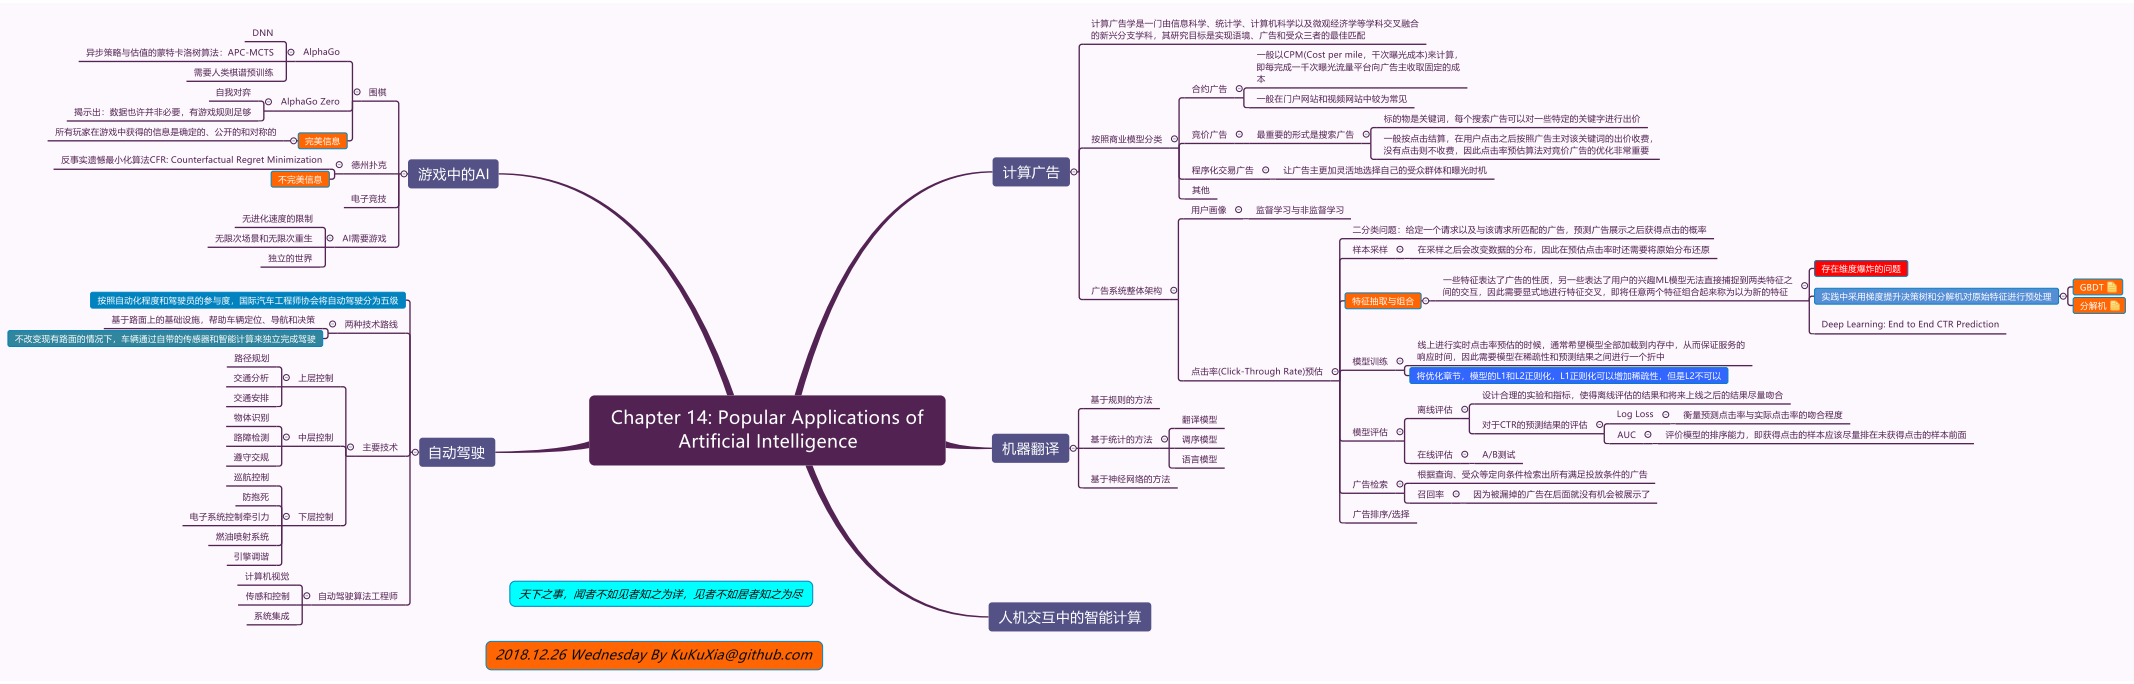 Chapter 14: Popular Applications of
Artificial Intelligence
计算广告
计算广告学是一门由信息科学、统计学、计算机科学以及微观经济学等学科交叉融合
的新兴分支学科，其研究目标是实现语境、广告和受众三者的最佳匹配
按照商业模型分类
合约广告
一般以CPM(Cost per mile，千次曝光成本)来计算，
即每完成一千次曝光流量平台向广告主收取固定的成
本
一般在门户网站和视频网站中较为常见
竞价广告
最重要的形式是搜索广告
标的物是关键词，每个搜索广告可以对一些特定的关键字进行出价
一般按点击结算，在用户点击之后按照广告主对该关键词的出价收费，
没有点击则不收费，因此点击率预估算法对竞价广告的优化非常重要
程序化交易广告
让广告主更加灵活地选择自己的受众群体和曝光时机
其他
广告系统整体架构
用户画像
监督学习与非监督学习
点击率(Click-Through Rate)预估
二分类问题：给定一个请求以及与该请求所匹配的广告，预测广告展示之后获得点击的概率
样本采样
在采样之后会改变数据的分布，因此在预估点击率时还需要将原始分布还原
特征抽取与组合
一些特征表达了广告的性质，另一些表达了用户的兴趣ML模型无法直接捕捉到两类特征之
间的交互，因此需要显式地进行特征交叉，即将任意两个特征组合起来称为以为新的特征
存在维度爆炸的问题
实践中采用梯度提升决策树和分解机对原始特征进行预处理
GBDT
分解机
Deep Learning: End to End CTR Prediction
模型训练
线上进行实时点击率预估的时候，通常希望模型全部加载到内存中，从而保证服务的
响应时间，因此需要模型在稀疏性和预测结果之间进行一个折中
将优化章节，模型的L1和L2正则化，L1正则化可以增加稀疏性，但是L2不可以
模型评估
离线评估
设计合理的实验和指标，使得离线评估的结果和将来上线之后的结果尽量吻合
对于CTR的预测结果的评估
Log Loss
衡量预测点击率与实际点击率的吻合程度
AUC
评价模型的排序能力，即获得点击的样本应该尽量排在未获得点击的样本前面
在线评估
A/B测试
广告检索
根据查询、受众等定向条件检索出所有满足投放条件的广告
召回率
因为被漏掉的广告在后面就没有机会被展示了
广告排序/选择
机器翻译
基于规则的方法
基于统计的方法
翻译模型
调序模型
语言模型
基于神经网络的方法
人机交互中的智能计算
游戏中的AI
围棋
AlphaGo
DNN
异步策略与估值的蒙特卡洛树算法：APC-MCTS
需要人类棋谱预训练
AlphaGo Zero
自我对弈
揭示出：数据也许并非必要，有游戏规则足够
完美信息
所有玩家在游戏中获得的信息是确定的、公开的和对称的
德州扑克
反事实遗憾最小化算法CFR: Counterfactual Regret Minimization
不完美信息
电子竞技
AI需要游戏
无进化速度的限制
无限次场景和无限次重生
独立的世界
自动驾驶
按照自动化程度和驾驶员的参与度，国际汽车工程师协会将自动驾驶分为五级
两种技术路线
基于路面上的基础设施，帮助车辆定位、导航和决策
不改变现有路面的情况下，车辆通过自带的传感器和智能计算来独立完成驾驶
主要技术
上层控制
路径规划
交通分析
交通安排
中层控制
物体识别
路障检测
遵守交规
下层控制
巡航控制
防抱死
电子系统控制牵引力
燃油喷射系统
引擎调谐
自动驾驶算法工程师
计算机视觉
传感和控制
系统集成
天下之事，闻者不如见者知之为详，见者不如居者知之为尽
2018.12.26 Wednesday By KuKuXia@github.com